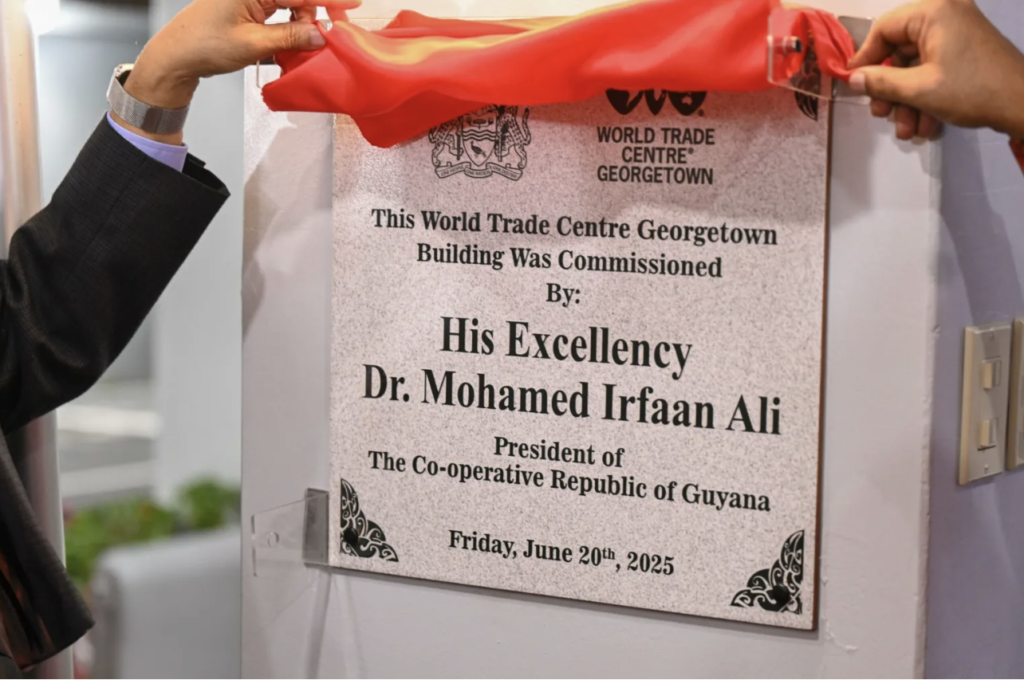 WORLD TRADE
CENTRE®
GEORGETOWN
This World Trade Centre Georgetown
Building Was Commissioned
By:
His Excellency
Dr. Mohamed Irfaan Ali
President of
The Co-operative Republic of Guyana
Friday, June 20th, 2025